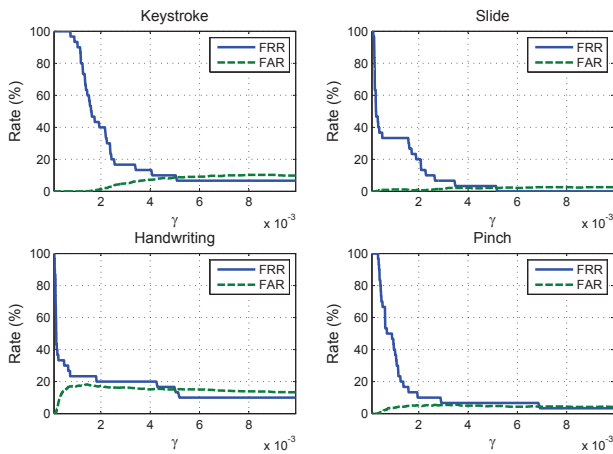 Keystroke
Rate (%)
100
80
60
40
20
0
FRR
FAR
2 4 6 8
γ
x 10⁻³
Slide
Rate (%)
100
80
60
40
20
0
FRR
FAR
2 4 6 8
γ
x 10⁻³
Handwriting
Rate (%)
100
80
60
40
20
0
FRR
FAR
2 4 6 8
γ
x 10⁻³
Pinch
Rate (%)
100
80
60
40
20
0
FRR
FAR
2 4 6 8
γ
x 10⁻³